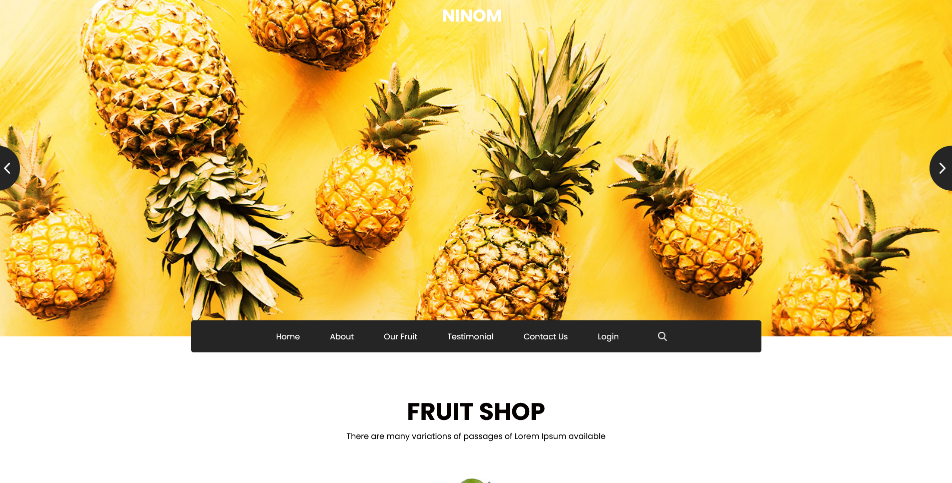 NINOM
Home About Our Fruit Testimonial Contact Us Login
FRUIT SHOP
There are many variations of passages of Lorem Ipsum available